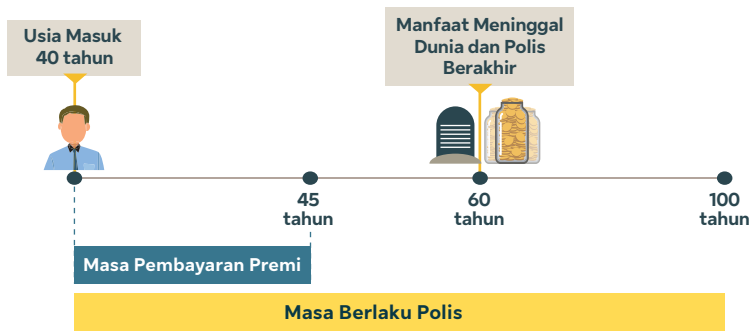 Usia Masuk
40 tahun
Manfaat Meninggal
Dunia dan Polis
Berakhir
45
tahun
60
tahun
100
tahun
Masa Pembayaran Premi
Masa Berlaku Polis